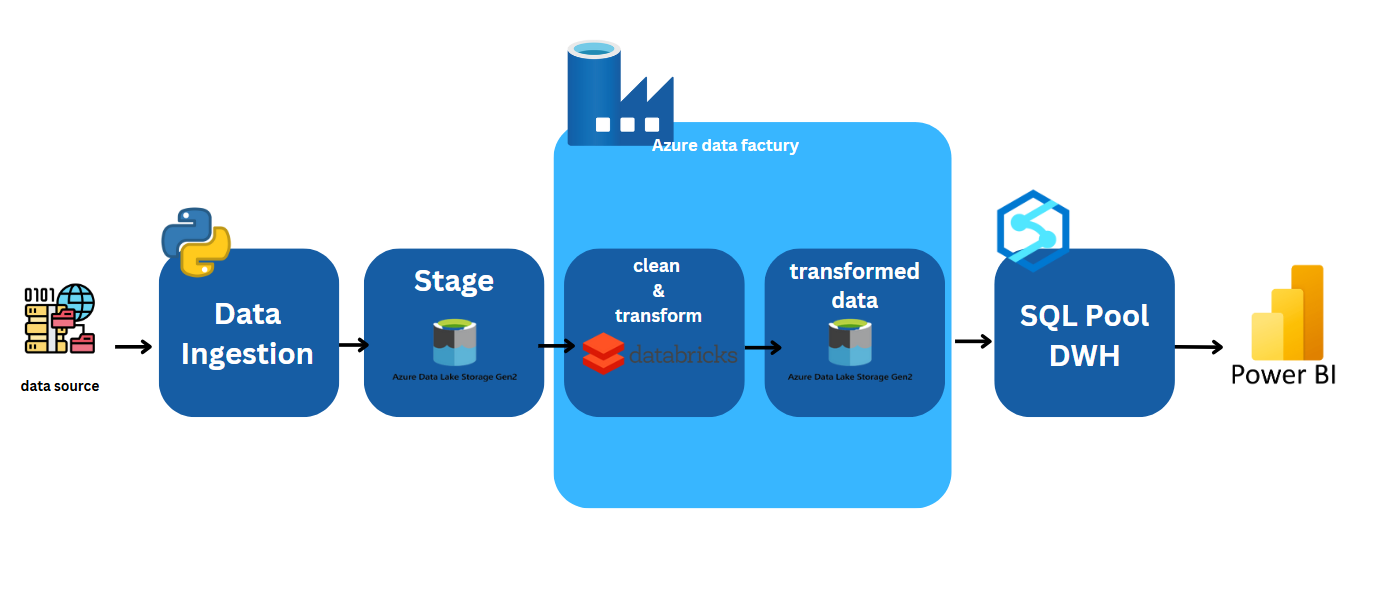 Azure data factory
0101
data source
Data
Ingestion
Stage
Azure Data Lake Storage Gen2
clean
&
transform
databricks
transformed
data
Azure Data Lake Storage Gen2
SQL Pool
DWH
Power BI